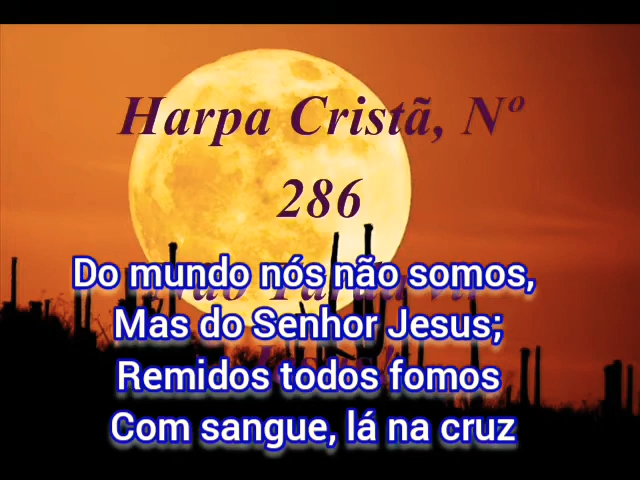 Harpa Cristã, Nº
286
Do mundo nós não somos,
Mas do Senhor Jesus;
Remidos todos fomos
Com sangue, lá na cruz